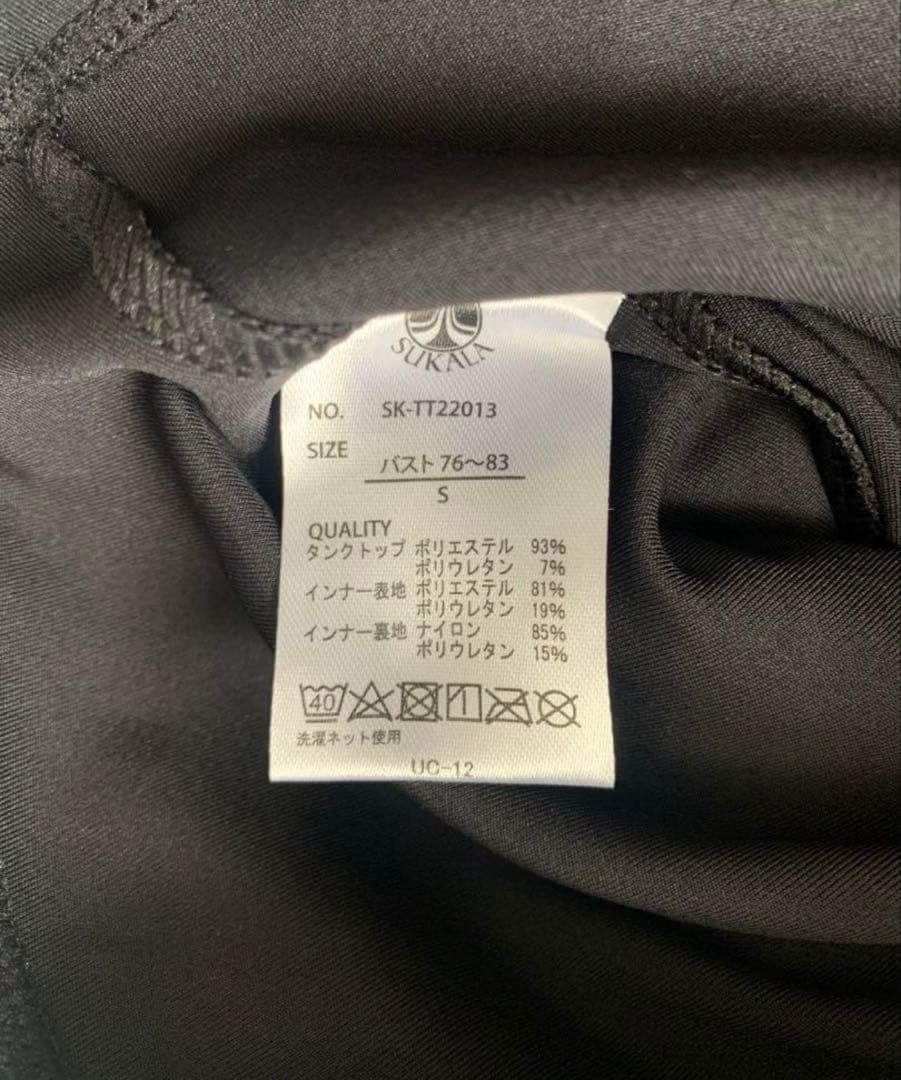 SUKALA
NO. SK-TT22013
SIZE バスト 76〜83
S
QUALITY
タンクトップ ポリエステル 93%
ポリウレタン 7%
インナー表地 ポリエステル 81%
ポリウレタン 19%
インナー裏地 ナイロン 85%
ポリウレタン 15%
40
洗濯ネット使用
UC-12